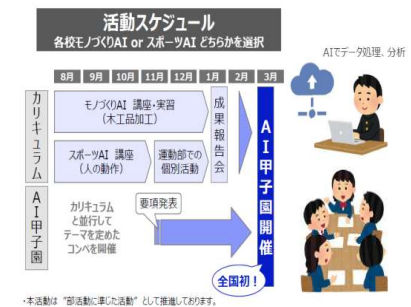 活動スケジュール
各校モノづくりAI or スポーツAI どちらかを選択
8月 9月 10月 11月 12月 1月 2月 3月
カリキュラム
モノづくりAI 講座・実習
(木工品加工)
スポーツAI 講座
(人の動作)
運動部での
個別活動
成果報告会
AI甲子園
カリキュラム
と並行して
テーマを定めた
コンペを開催
要項発表
AI甲子園開催
全国初！
AIでデータ処理、分析
・本活動は “部活動に準じた活動” として推進しております。